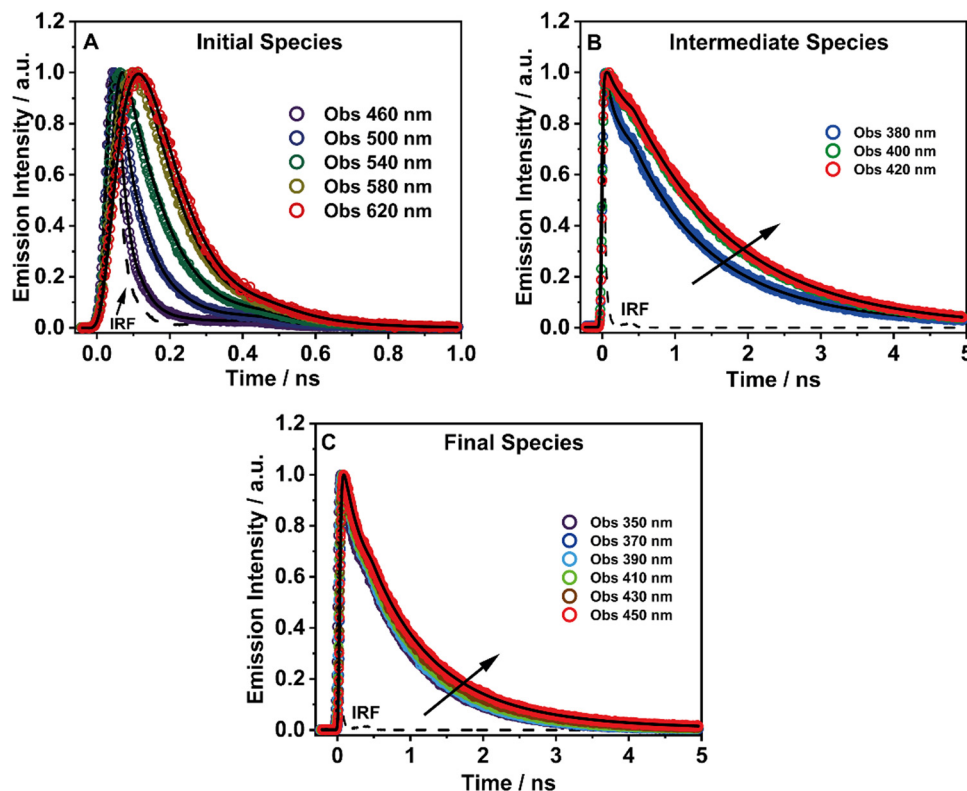 A
Initial Species
Emission Intensity / a.u.
1.2
1.0
0.8
0.6
0.4
0.2
0.0
Obs 460 nm
Obs 500 nm
Obs 540 nm
Obs 580 nm
Obs 620 nm
IRF
0.0 0.2 0.4 0.6 0.8 1.0
Time / ns
B
Intermediate Species
Emission Intensitty / a.u.
1.2
1.0
0.8
0.6
0.4
0.2
0.0
Obs 380 nm
Obs 400 nm
Obs 420 nm
IRF
0 1 2 3 4 5
Time / ns
C
Final Species
Emission Intensity / a.u.
1.2
1.0
0.8
0.6
0.4
0.2
0.0
Obs 350 nm
Obs 370 nm
Obs 390 nm
Obs 410 nm
Obs 430 nm
Obs 450 nm
IRF
0 1 2 3 4 5
Time / ns